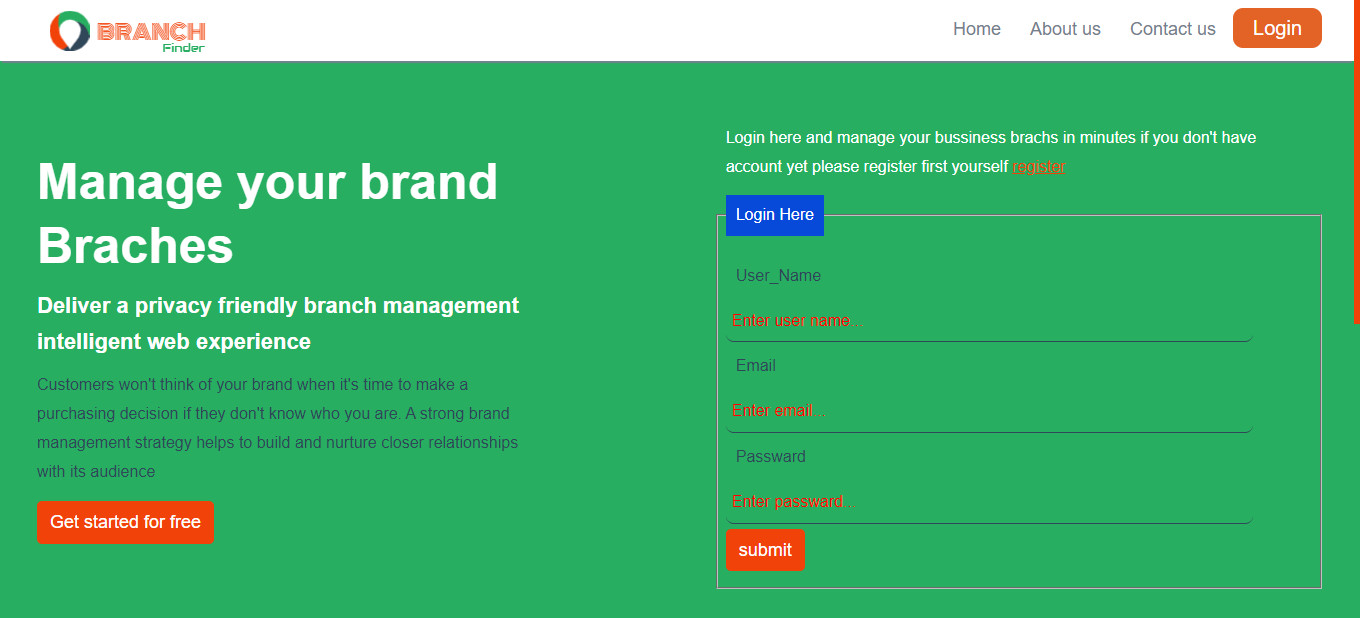 BRANCH
Finder
Home
About us
Contact us
Login
Manage your brand
Braches
Deliver a privacy friendly branch management
intelligent web experience
Customers won't think of your brand when it's time to make a
purchasing decision if they don't know who you are. A strong brand
management strategy helps to build and nurture closer relationships
with its audience
Get started for free
Login here and manage your bussiness brachs in minutes if you don't have
account yet please register first yourself register
Login Here
User_Name
Enter user name..
Email
Enter email ...
Passward
Enter passward...
submit